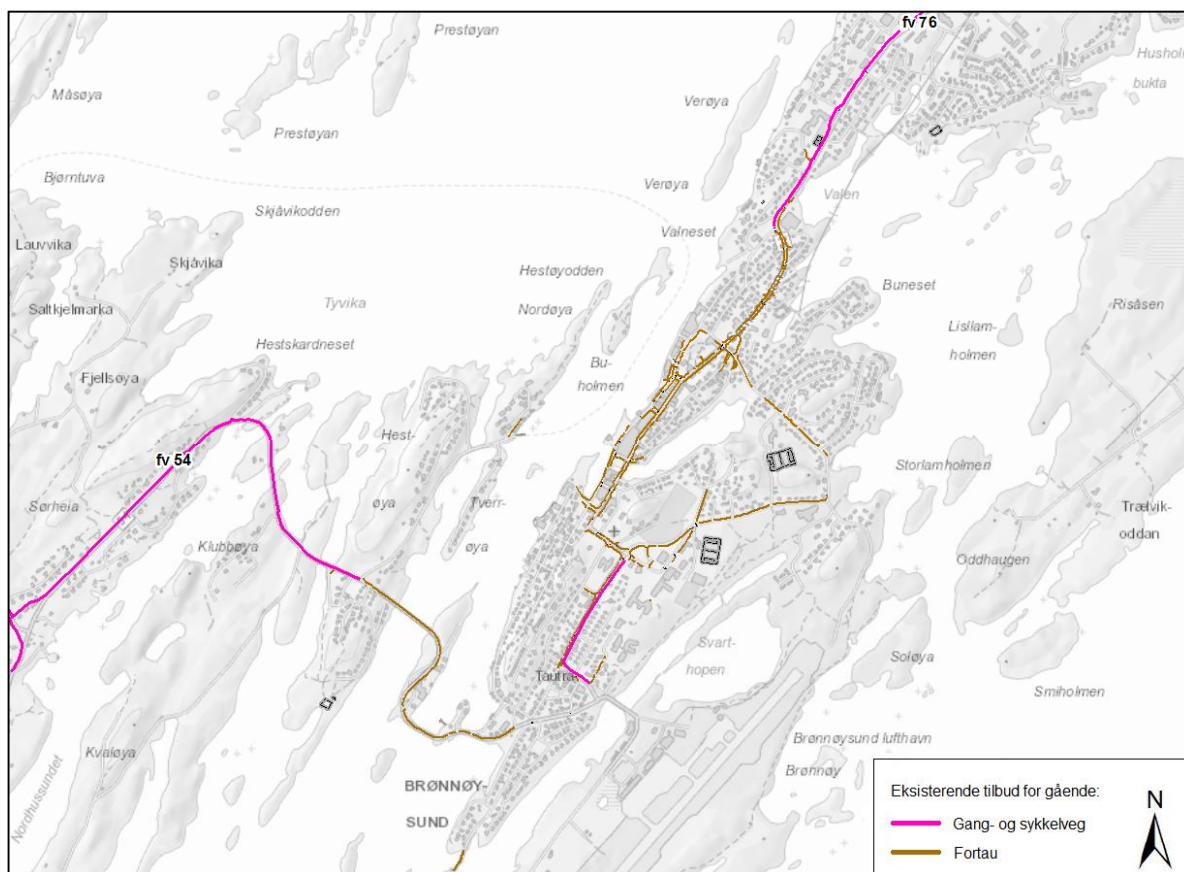 fv 76
Prestøyan
Husholm
bukta
Måsøya
Verøya
Prestøyan
Bjørntuva
Verøya
Valen
Skjåvikodden
Valneset
Lauvvika
Skjåvika
Hestøyodden
Buneset
Risåsen
Saltkjelmarka
Tyvika
Nordøya
Lisllam-
holmen
Hestskardneset
Bu-
holmen
Fjellsøya
Hest-
øya
fv 54
Storlamholmen
Sørheia
Tverr-
øya
Trælvik-
oddan
Klubbøya
Oddhaugen
Svart-
hopen
Soløya
Tautra
Smiholmen
Kvaløya
Brønnøysund lufthavn
Brønnøy
Nordhussundet
BRØNNØY-
SUND
Eksisterende tilbud for gående:
Gang- og sykkelveg
Fortau
N